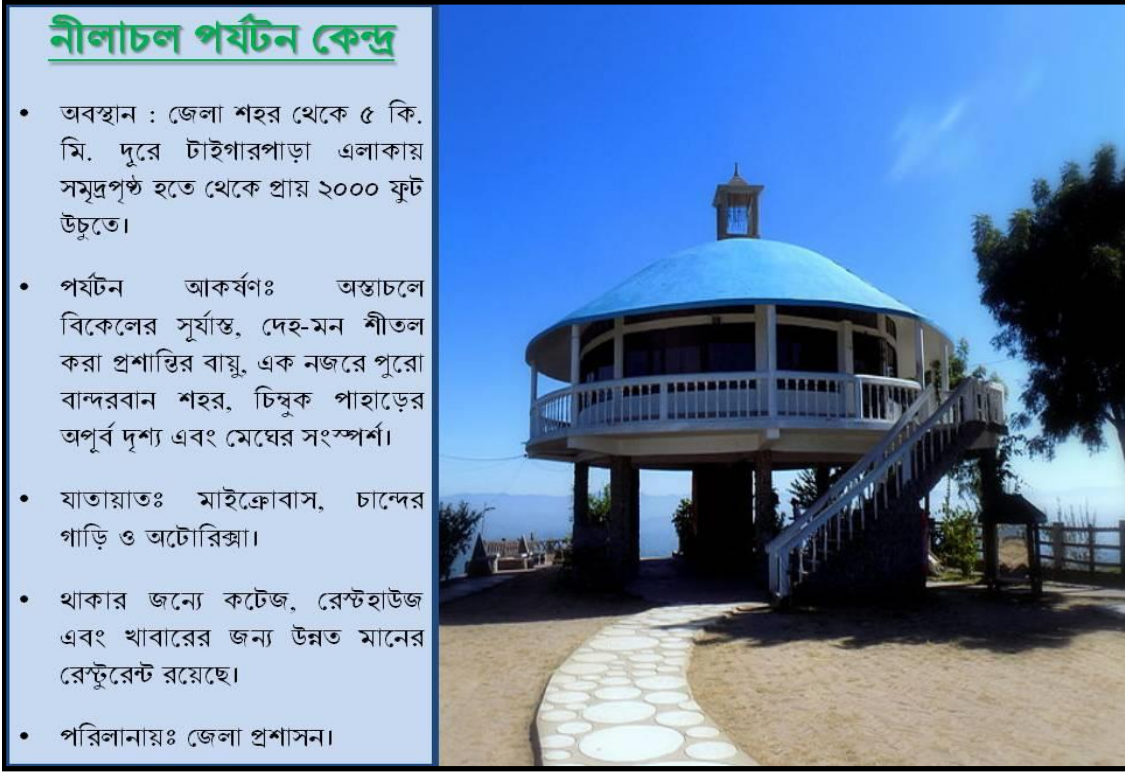 নীলাচল পর্যটন কেন্দ্র
• অবস্থান : জেলা শহর থেকে ৫ কি.
মি. দূরে টাইগারপাড়া এলাকায়
সমৃদ্রপৃষ্ঠ হতে থেকে প্রায় ২০০০ ফুট
উচুতে।
• পর্যটন আকর্ষণঃ অস্তাচলে
বিকেলের সূর্যাস্ত, দেহ-মন শীতল
করা প্রশান্তির বায়ু, এক নজরে পুরো
বান্দরবান শহর, চিম্বুক পাহাড়ের
অপূর্ব দৃশ্য এবং মেঘের সংস্পর্শ।
• যাতায়াতঃ মাইক্রোবাস, চান্দের
গাড়ি ও অটোরিক্সা।
• থাকার জন্যে কটেজ, রেস্টহাউজ
এবং খাবারের জন্য উন্নত মানের
রেস্টুরেন্ট রয়েছে।
• পরিলানায়ঃ জেলা প্রশাসন।